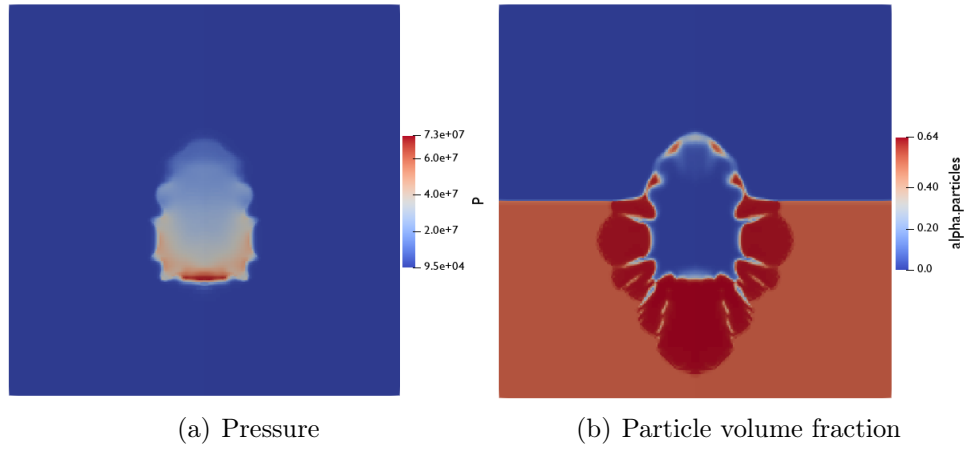 7.3e+07
6.0e+7
4.0e+7
2.0e+7
9.5e+04
P
0.64
0.40
0.20
0.0
alpha.particles
(a) Pressure
(b) Particle volume fraction